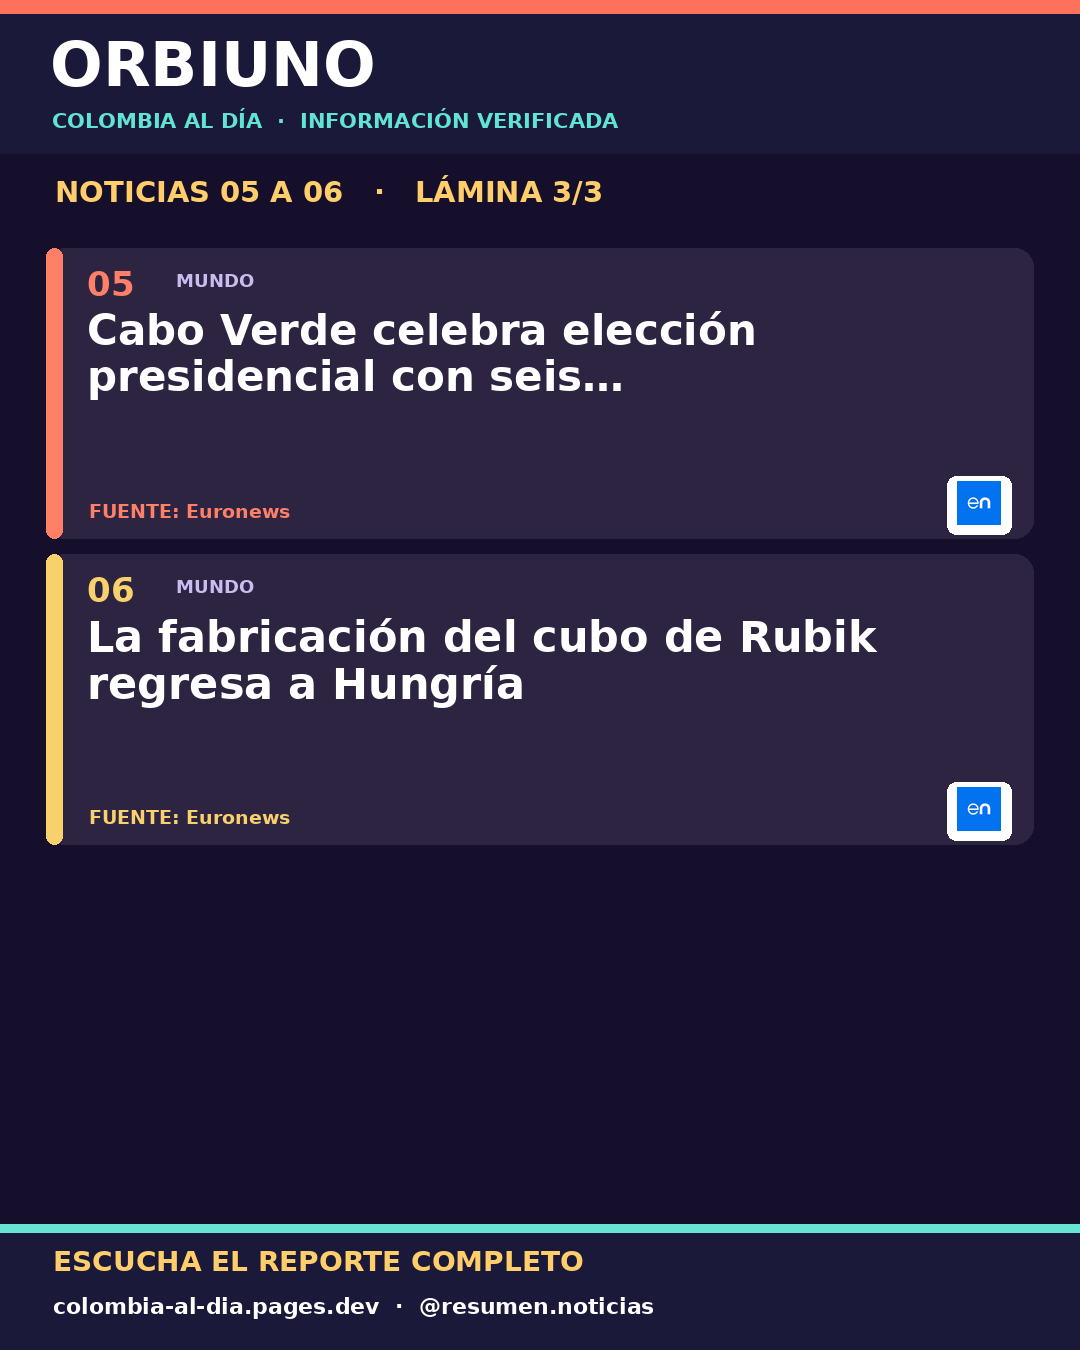 ORBIUNO
COLOMBIA AL DÍA · INFORMACIÓN VERIFICADA
NOTICIAS 05 A 06 · LÁMINA 3/3
05 MUNDO
Cabo Verde celebra elección
presidencial con seis…
FUENTE: Euronews
en
06 MUNDO
La fabricación del cubo de Rubik
regresa a Hungría
FUENTE: Euronews
en
ESCUCHA EL REPORTE COMPLETO
colombia-al-dia.pages.dev · @resumen.noticias